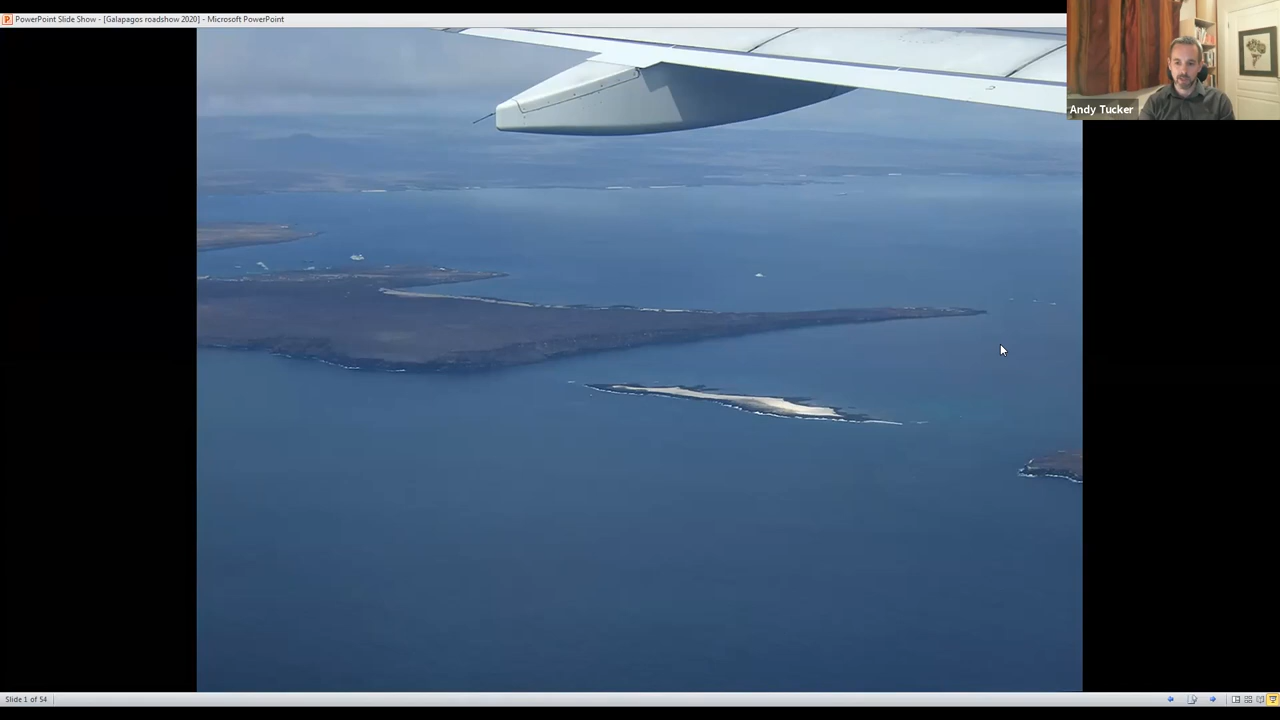 PowerPoint Slide Show - [Galapagos roadshow 2020] - Microsoft PowerPoint
Andy Tucker
Slide 1 of 54